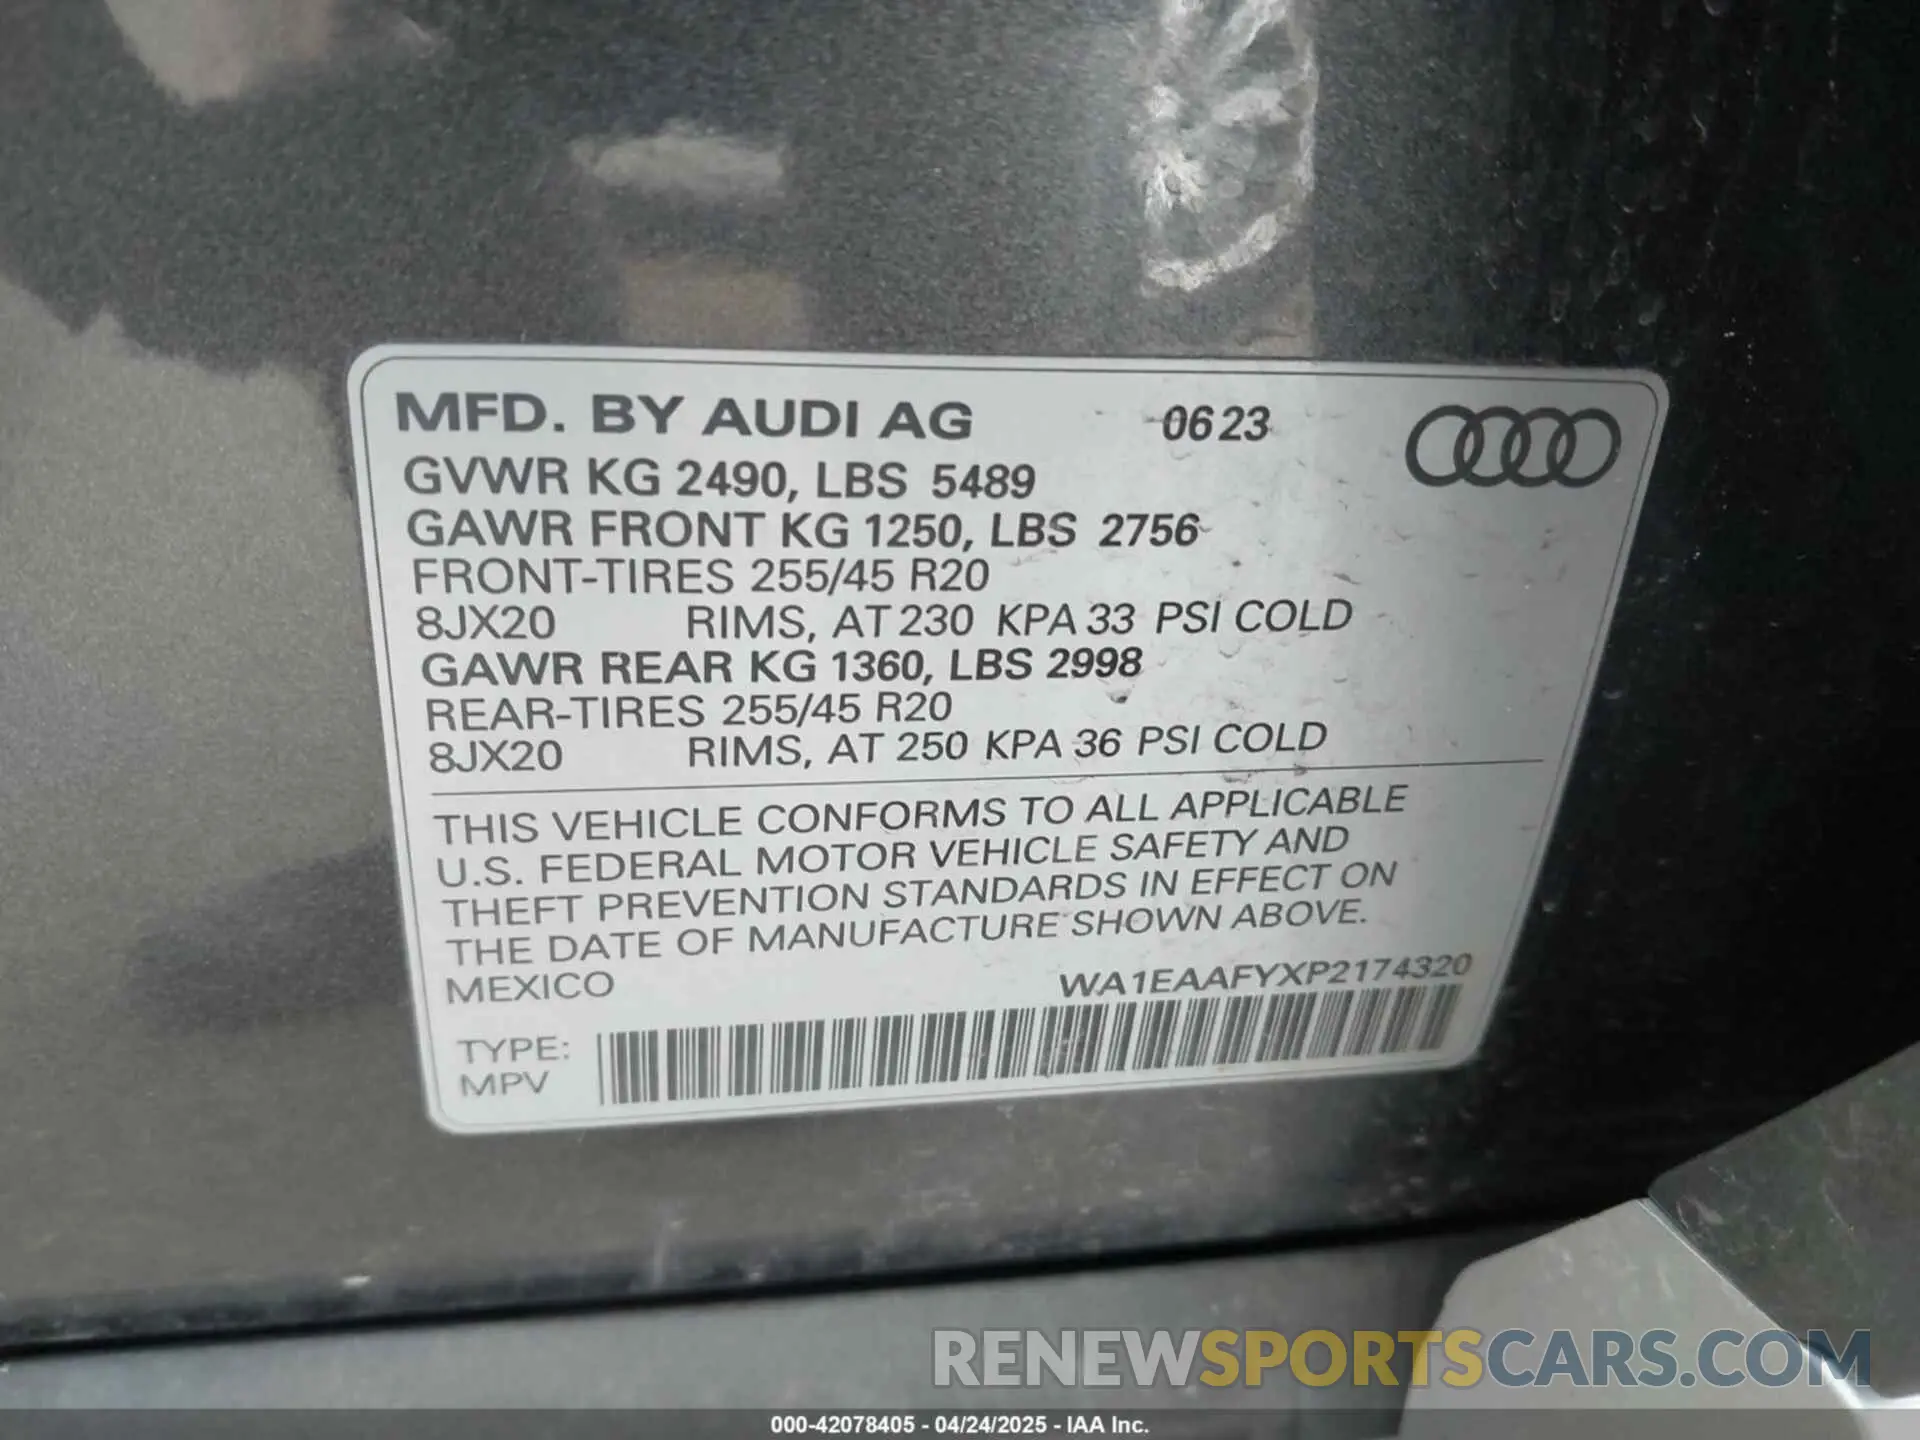 MFD. BY AUDI AG 06 23
GVWR KG 2490, LBS 5489
GAWR FRONT KG 1250, LBS 2756
FRONT-TIRES 255/45 R20
8JX20 RIMS, AT 230 KPA 33 PSI COLD
GAWR REAR KG 1360, LBS 2998
REAR-TIRES 255/45 R20
8JX20 RIMS, AT 250 KPA 36 PSI COLD
THIS VEHICLE CONFORMS TO ALL APPLICABLE
U.S. FEDERAL MOTOR VEHICLE SAFETY AND
THEFT PREVENTION STANDARDS IN EFFECT ON
THE DATE OF MANUFACTURE SHOWN ABOVE.
MEXICO WA1EAAFYXP2174320
TYPE:
MPV
RENEWSPORTSCARS.COM
000-42078405 - 04/24/2025 - IAA Inc.